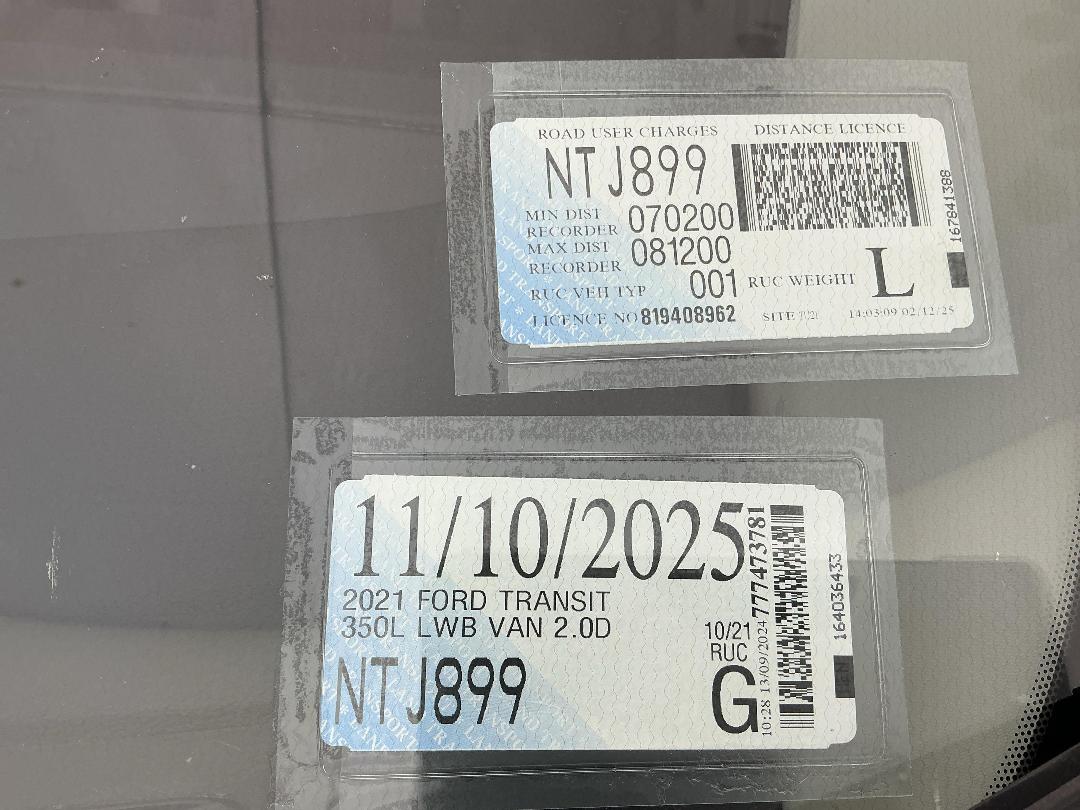 ROAD USER CHARGES DISTANCE LICENCE
NTJ899
MIN DIST RECORDER 070200
MAX DIST RECORDER 081200
RUC VEH TYP 001 RUC WEIGHT L
LICENCE NO 819408962 SITE 14:03:09 02/12/25
167841388
11/10/2025
2021 FORD TRANSIT
350L LWB VAN 2.0D
10/21
RUC
NTJ899 G
10:28 13/09/2024 777473781
164036433